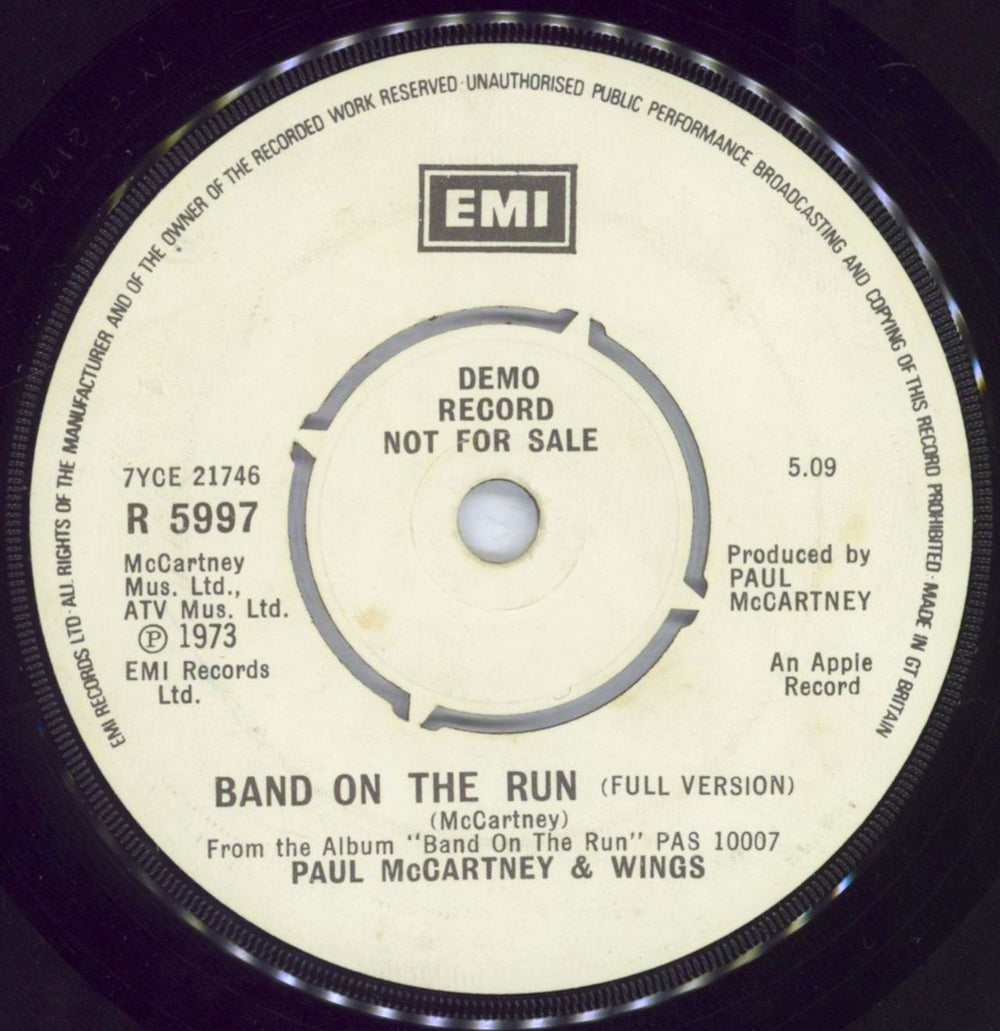 EMI RECORDS LTD · ALL RIGHTS OF THE MANUFACTURER AND OF THE OWNER OF THE RECORDED WORK RESERVED · UNAUTHORISED PUBLIC PERFORMANCE BROADCASTING AND COPYING OF THIS RECORD PROHIBITED · MADE IN GT BRITAIN
EMI
DEMO
RECORD
NOT FOR SALE
7YCE 21746
R 5997
McCartney
Mus. Ltd.,
ATV Mus. Ltd.
Ⓟ 1973
EMI Records
Ltd.
5.09
Produced by
PAUL
McCARTNEY
An Apple
Record
BAND ON THE RUN (FULL VERSION)
(McCartney)
From the Album "Band On The Run" PAS 10007
PAUL McCARTNEY & WINGS